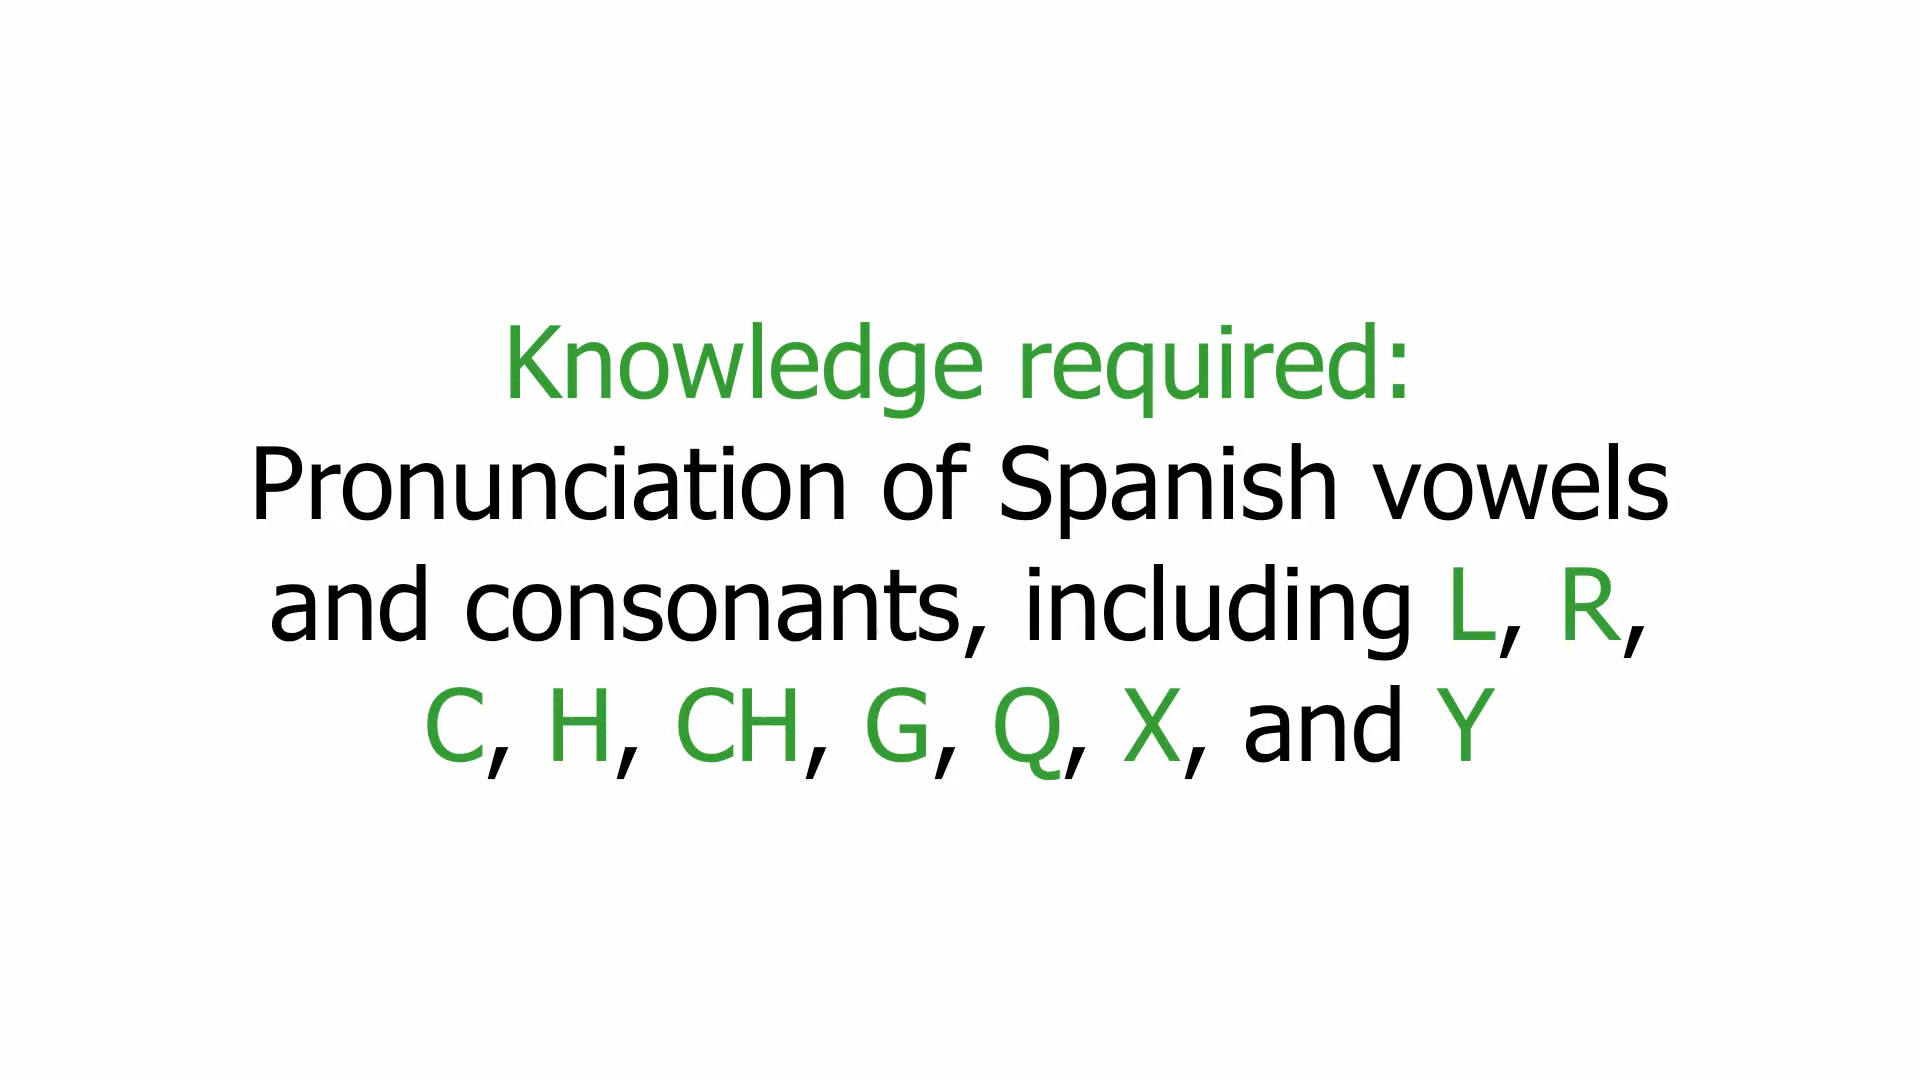 Knowledge required:
Pronunciation of Spanish vowels
and consonants, including L, R,
C, H, CH, G, Q, X, and Y